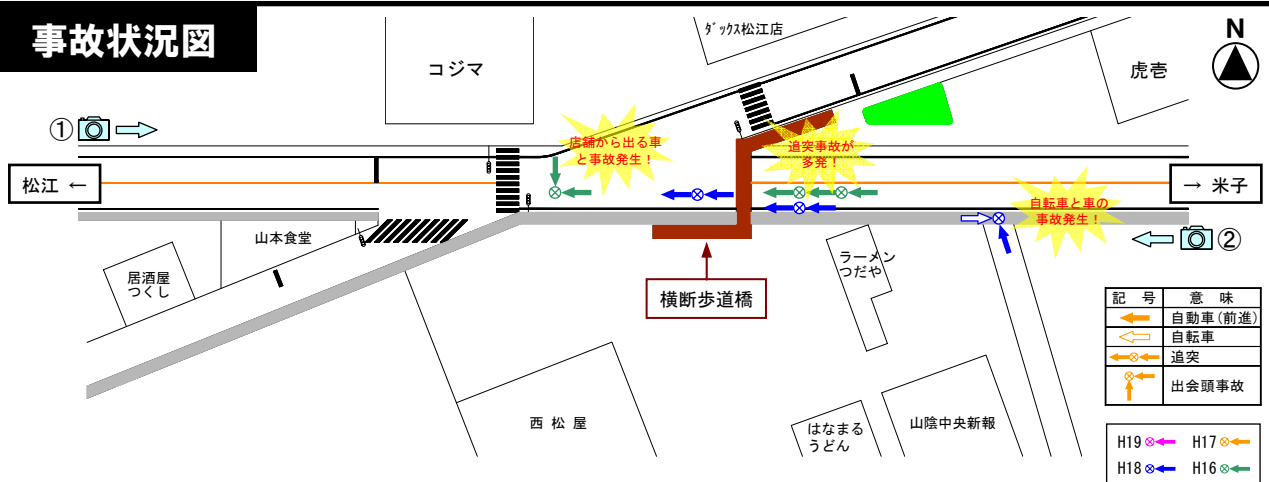 事故状況図
コジマ
ダックス松江店
虎壱
N
①
店舗から出る車
と事故発生!
追突事故が
多発!
松江 ←
→ 米子
自転車と車の
事故発生!
②
山本食堂
居酒屋
つくし
横断歩道橋
ラーメン
つだや
西松屋
はなまる
うどん
山陰中央新報
記号 意味
自動車(前進)
自転車
追突
出会頭事故
H19 H17
H18 H16